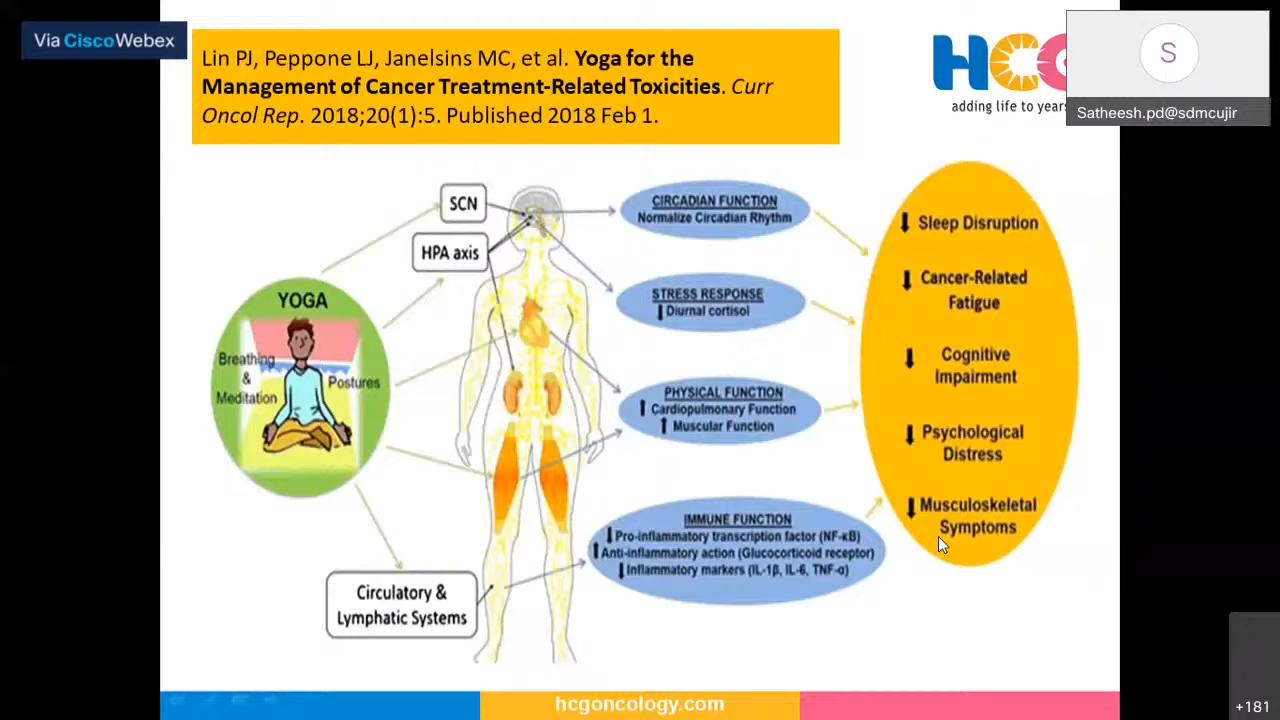 Via Cisco Webex
Lin PJ, Peppone LJ, Janelsins MC, et al. Yoga for the
Management of Cancer Treatment-Related Toxicities. Curr
Oncol Rep. 2018;20(1):5. Published 2018 Feb 1.
HCG
adding life to years
S
Satheesh.pd@sdmcujir
SCN
HPA axis
YOGA
Breathing
&
Meditation
Postures
Circulatory &
Lymphatic Systems
CIRCADIAN FUNCTION
Normalize Circadian Rhythm
STRESS RESPONSE
⬇ Diurnal cortisol
PHYSICAL FUNCTION
⬆ Cardiopulmonary Function
⬆ Muscular Function
IMMUNE FUNCTION
⬇ Pro-inflammatory transcription factor (NF-κB)
⬆ Anti-inflammatory action (Glucocorticoid receptor)
⬇ Inflammatory markers (IL-1β, IL-6, TNF-α)
⬇ Sleep Disruption
⬇ Cancer-Related
Fatigue
⬇ Cognitive
Impairment
⬇ Psychological
Distress
⬇ Musculoskeletal
Symptoms
hcgoncology.com
+181